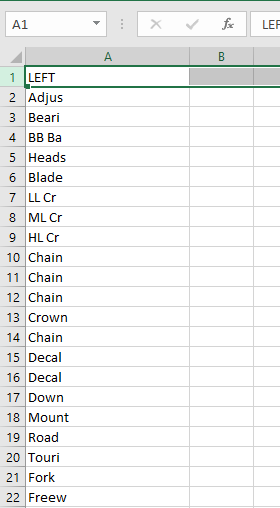 A1 fx LEF
A B
1 LEFT
2 Adjus
3 Beari
4 BB Ba
5 Heads
6 Blade
7 LL Cr
8 ML Cr
9 HL Cr
10 Chain
11 Chain
12 Chain
13 Crown
14 Chain
15 Decal
16 Decal
17 Down
18 Mount
19 Road
20 Touri
21 Fork
22 Freew